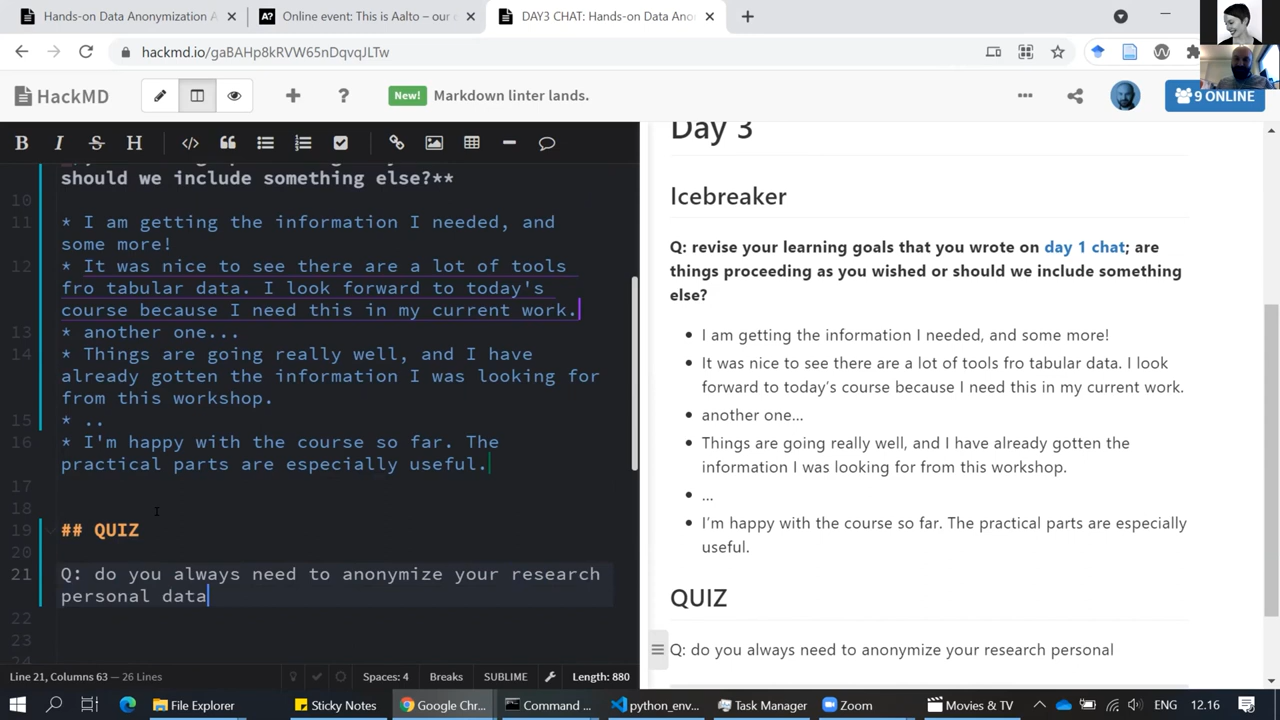 Hands-on Data Anonymization A
Online event: This is Aalto – our e
DAY3 CHAT: Hands-on Data Ano
hackmd.io/gaBAHp8kRVW65nDqvqJLTw
HackMD
New!
Markdown linter lands.
9 ONLINE
B I S H
should we include something else?**
10
11
* I am getting the information I needed, and
some more!
12
* It was nice to see there are a lot of tools
fro tabular data. I look forward to today's
course because I need this in my current work.
13
* another one...
14
* Things are going really well, and I have
already gotten the information I was looking for
from this workshop.
15
* ..
16
* I'm happy with the course so far. The
practical parts are especially useful.
17
18
19
## QUIZ
20
21
Q: do you always need to anonymize your research
personal data
22
23
24
Line 21, Columns 63 — 26 Lines
Spaces: 4
Breaks
SUBLIME
Length: 880
Day 3
Icebreaker
Q: revise your learning goals that you wrote on day 1 chat; are
things proceeding as you wished or should we include something
else?
I am getting the information I needed, and some more!
It was nice to see there are a lot of tools fro tabular data. I look
forward to today's course because I need this in my current work.
another one…
Things are going really well, and I have already gotten the
information I was looking for from this workshop.
…
I'm happy with the course so far. The practical parts are especially
useful.
QUIZ
Q: do you always need to anonymize your research personal
File Explorer
Sticky Notes
Google Chr...
Command ...
python_env...
Task Manager
Zoom
Movies & TV
ENG
12.16